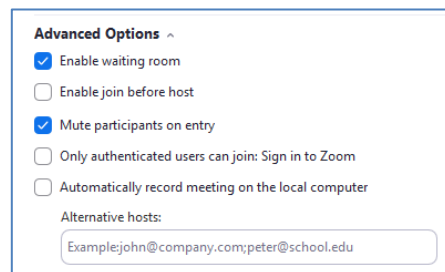 Advanced Options
Enable waiting room
Enable join before host
Mute participants on entry
Only authenticated users can join: Sign in to Zoom
Automatically record meeting on the local computer
Alternative hosts:
Example:john@company.com;peter@school.edu